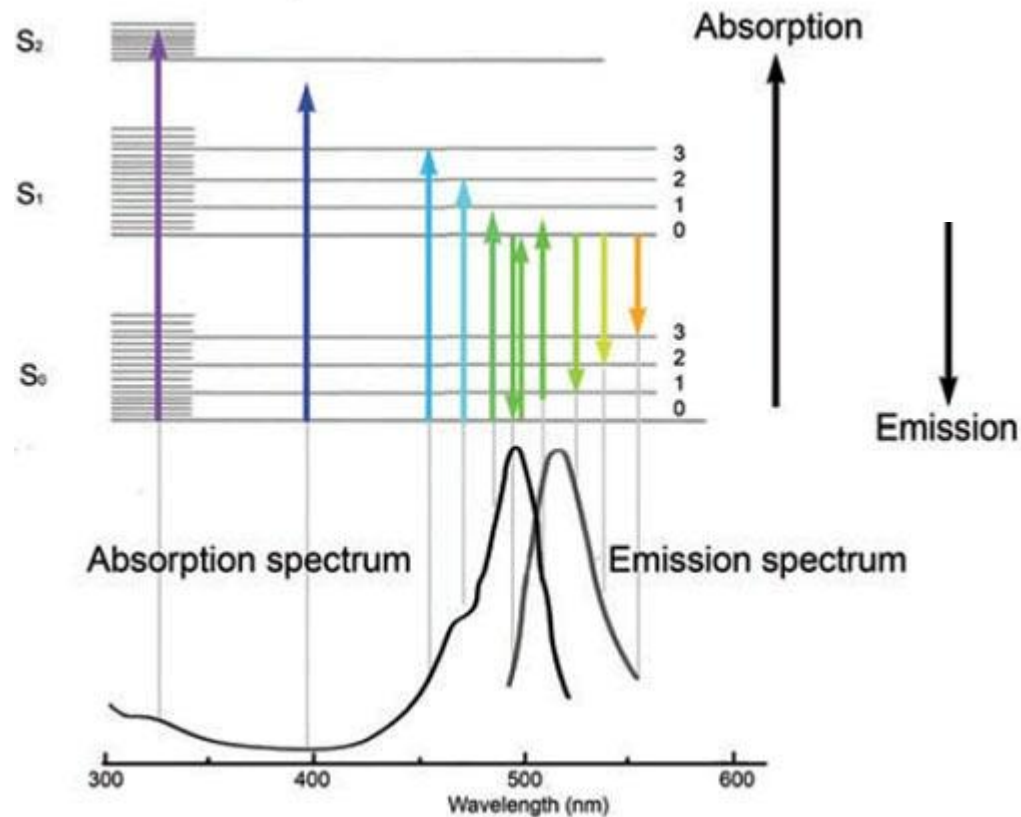 S₂
Absorption
S₁
3
2
1
0
S₀
3
2
1
0
Emission
Absorption spectrum
Emission spectrum
300
400
500
600
Wavelength (nm)